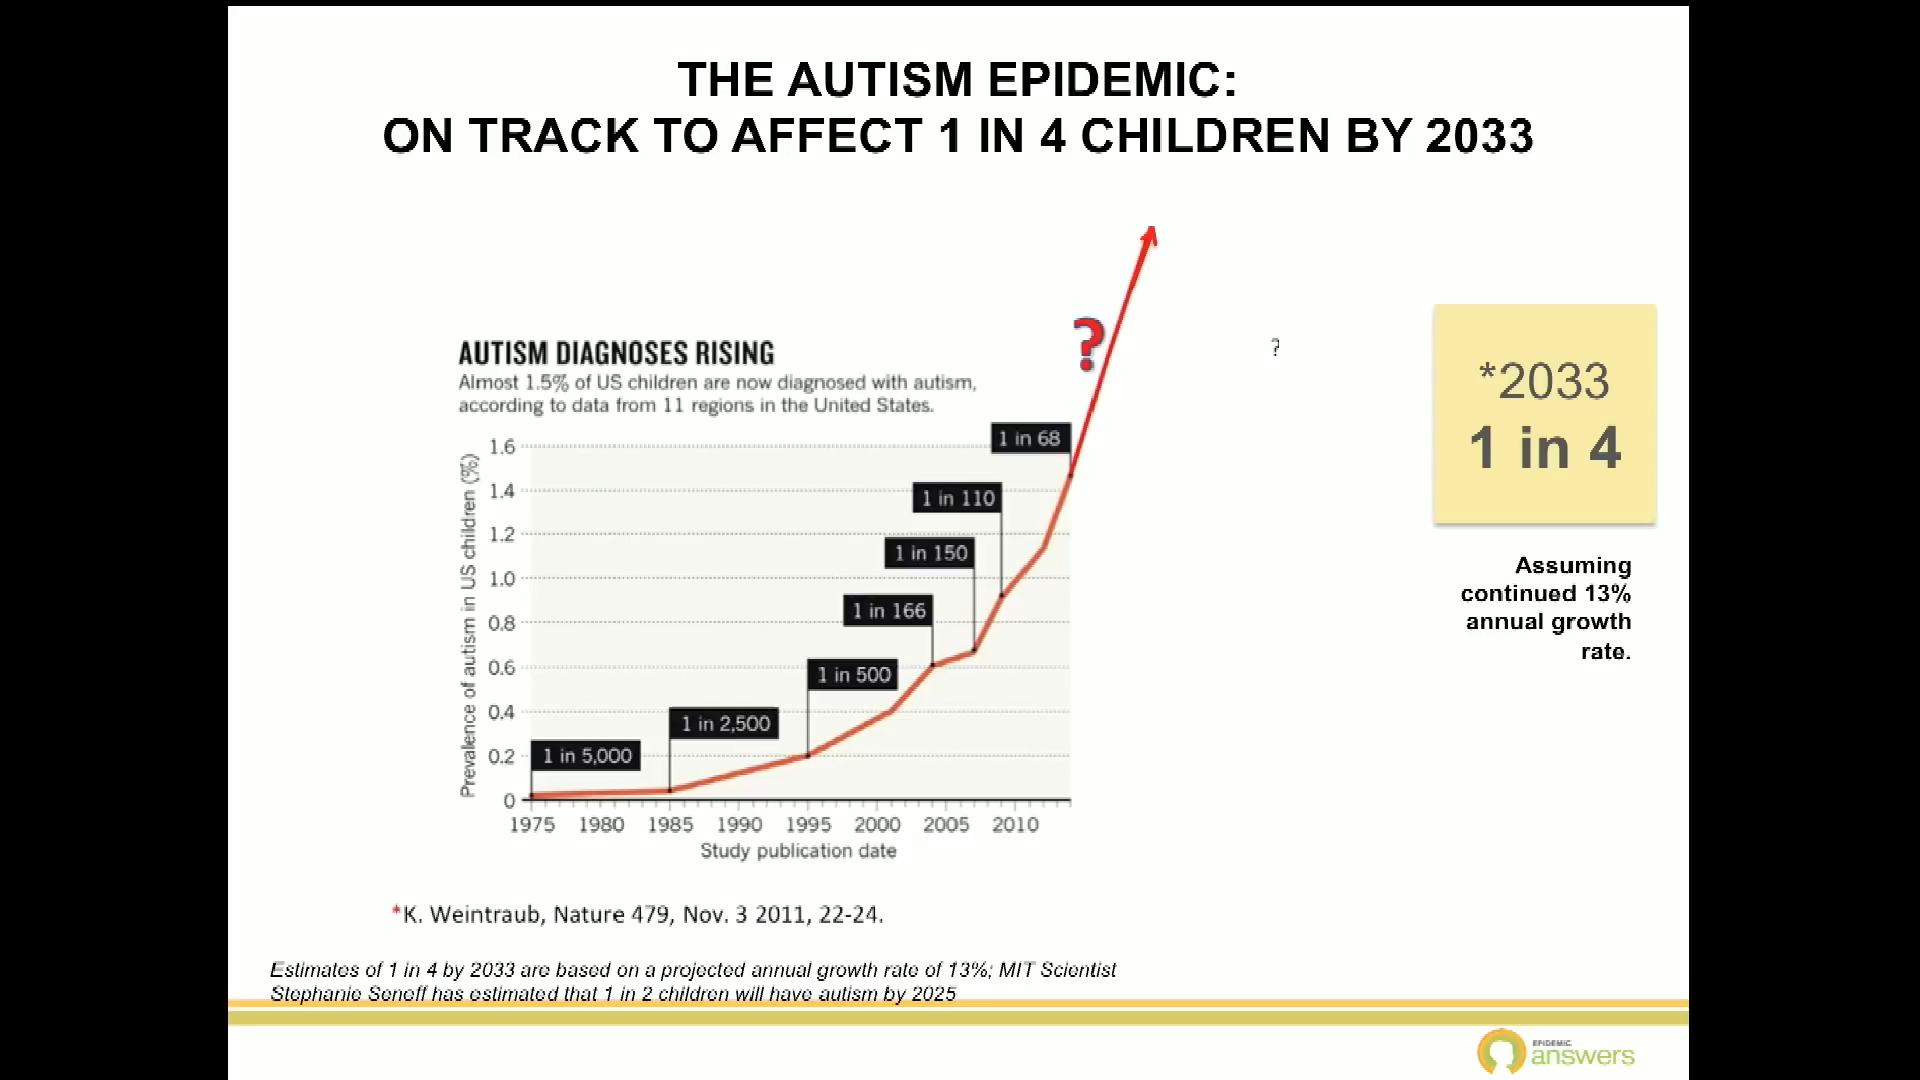 THE AUTISM EPIDEMIC:
ON TRACK TO AFFECT 1 IN 4 CHILDREN BY 2033
?
?
AUTISM DIAGNOSES RISING
Almost 1.5% of US children are now diagnosed with autism,
according to data from 11 regions in the United States.
Prevalence of autism in US children (%)
1.6
1.4
1.2
1.0
0.8
0.6
0.4
0.2
0
1 in 68
1 in 110
1 in 150
1 in 166
1 in 500
1 in 2,500
1 in 5,000
1975 1980 1985 1990 1995 2000 2005 2010
Study publication date
*2033
1 in 4
Assuming
continued 13%
annual growth
rate.
*K. Weintraub, Nature 479, Nov. 3 2011, 22-24.
Estimates of 1 in 4 by 2033 are based on a projected annual growth rate of 13%; MIT Scientist
Stephanie Seneff has estimated that 1 in 2 children will have autism by 2025
EPIDEMIC
answers